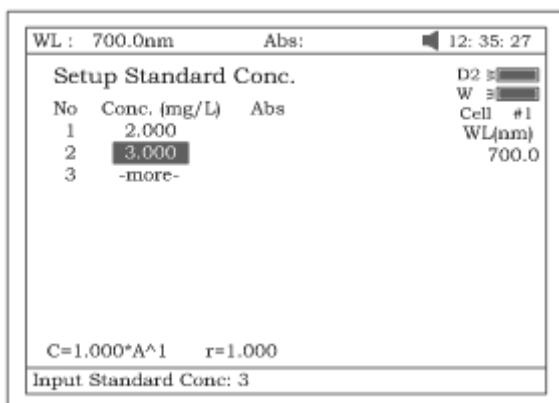 WL : 700.0nm Abs: 12: 35: 27
Setup Standard Conc.
D2
W
No Conc. (mg/L) Abs
Cell #1
1 2.000
WL(nm)
2 3.000
700.0
3 -more-
C=1.000*A^1 r=1.000
Input Standard Conc: 3